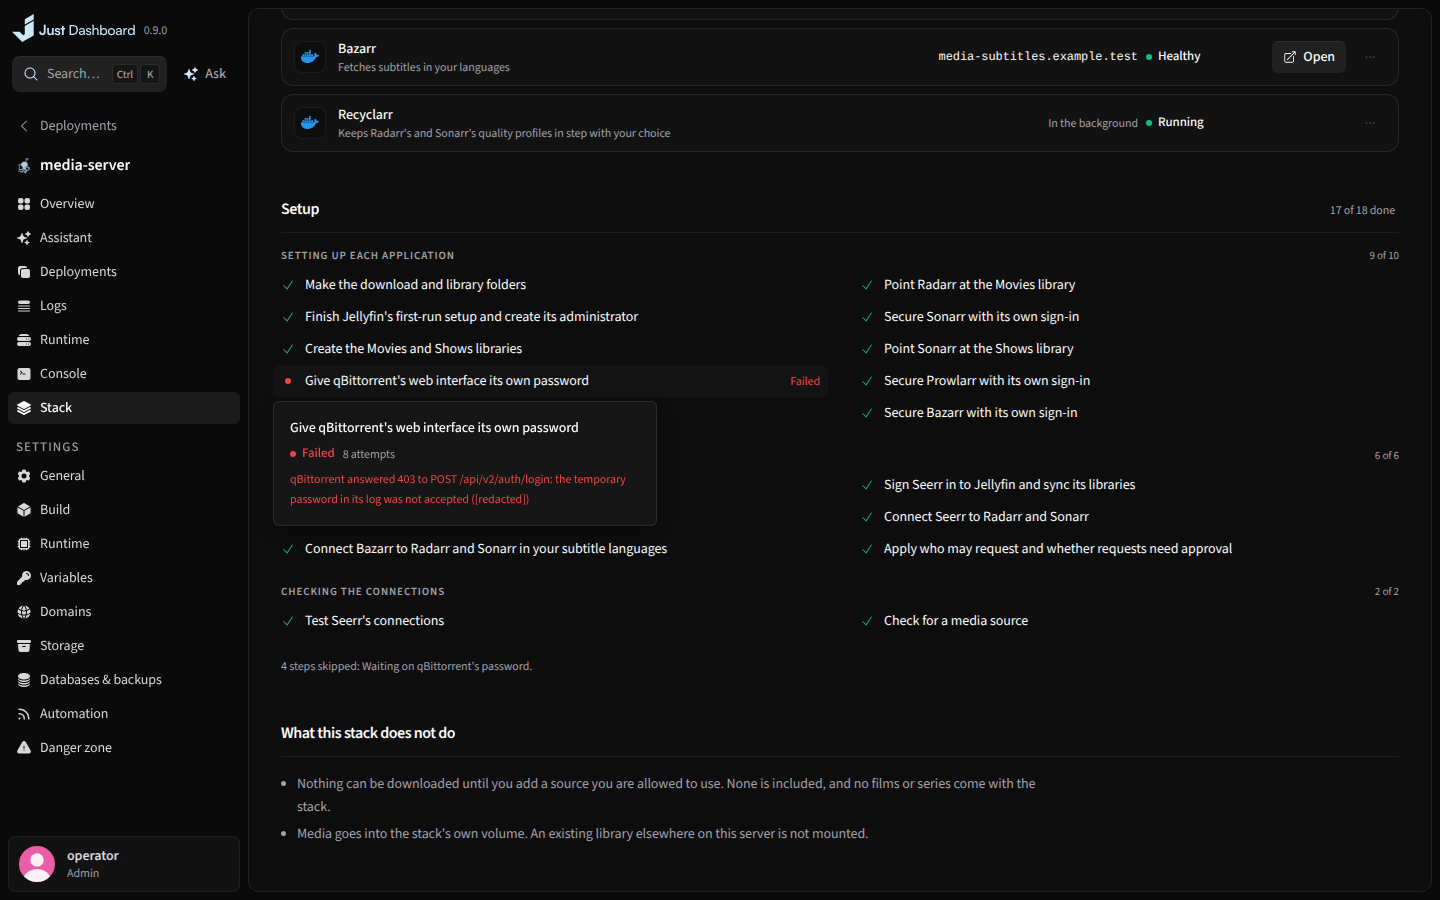 Just Dashboard 0.9.0
Search... Ctrl K
Ask
Deployments
media-server
Overview
Assistant
Deployments
Logs
Runtime
Console
Stack
SETTINGS
General
Build
Runtime
Variables
Domains
Storage
Databases & backups
Automation
Danger zone
operator
Admin
Bazarr
Fetches subtitles in your languages
media-subtitles.example.test Healthy Open
Recyclarr
Keeps Radarr's and Sonarr's quality profiles in step with your choice
In the background Running
Setup 17 of 18 done
SETTING UP EACH APPLICATION 9 of 10
Make the download and library folders
Finish Jellyfin's first-run setup and create its administrator
Create the Movies and Shows libraries
Give qBittorrent's web interface its own password Failed
Point Radarr at the Movies library
Secure Sonarr with its own sign-in
Point Sonarr at the Shows library
Secure Prowlarr with its own sign-in
Secure Bazarr with its own sign-in
Give qBittorrent's web interface its own password
Failed 8 attempts
qBittorrent answered 403 to POST /api/v2/auth/login: the temporary
password in its log was not accepted ([redacted])
6 of 6
Connect Bazarr to Radarr and Sonarr in your subtitle languages
Sign Seerr in to Jellyfin and sync its libraries
Connect Seerr to Radarr and Sonarr
Apply who may request and whether requests need approval
CHECKING THE CONNECTIONS 2 of 2
Test Seerr's connections
Check for a media source
4 steps skipped: Waiting on qBittorrent's password.
What this stack does not do
Nothing can be downloaded until you add a source you are allowed to use. None is included, and no films or series come with the
stack.
Media goes into the stack's own volume. An existing library elsewhere on this server is not mounted.